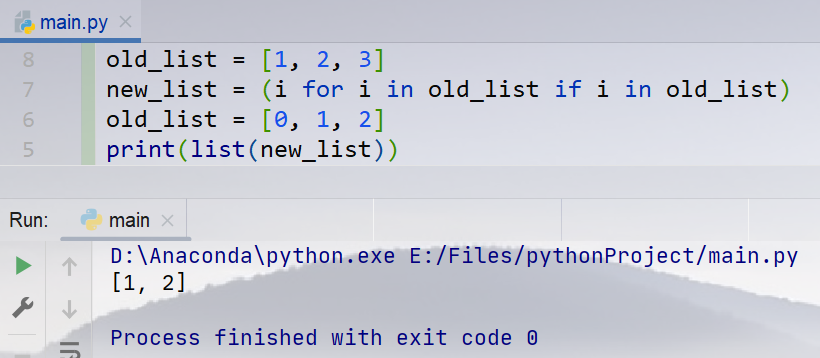 main.py
8 old_list = [1, 2, 3]
7 new_list = (i for i in old_list if i in old_list)
6 old_list = [0, 1, 2]
5 print(list(new_list))
Run: main
D:\Anaconda\python.exe E:/Files/pythonProject/main.py
[1, 2]
Process finished with exit code 0